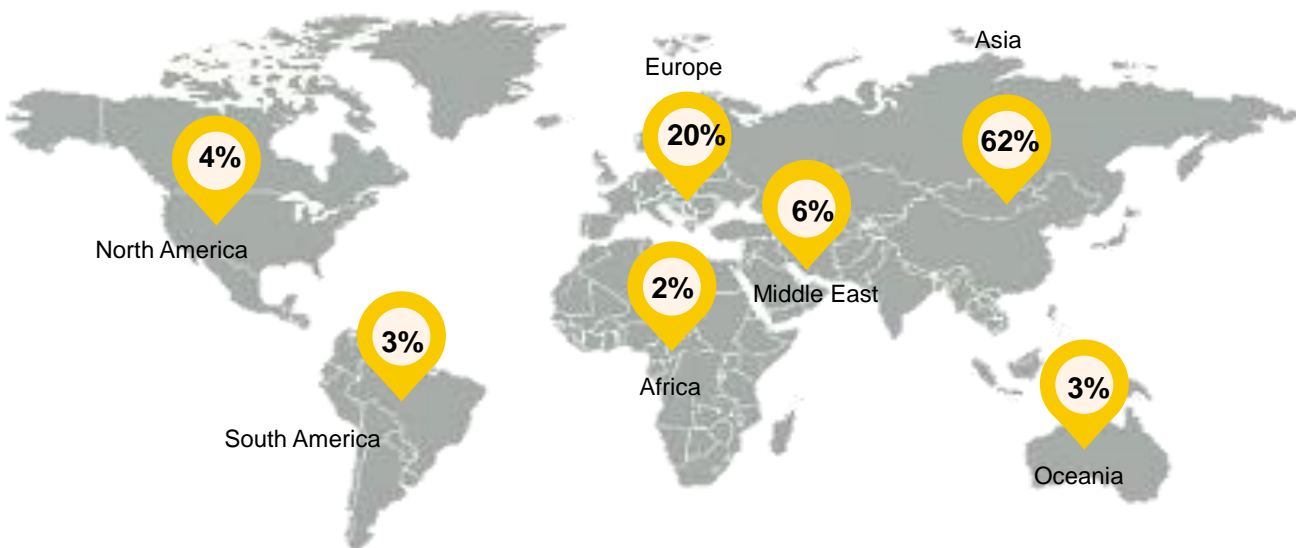 Asia
Europe
20%
62%
4%
6%
North America
2%
Middle East
3%
Africa
3%
South America
Oceania